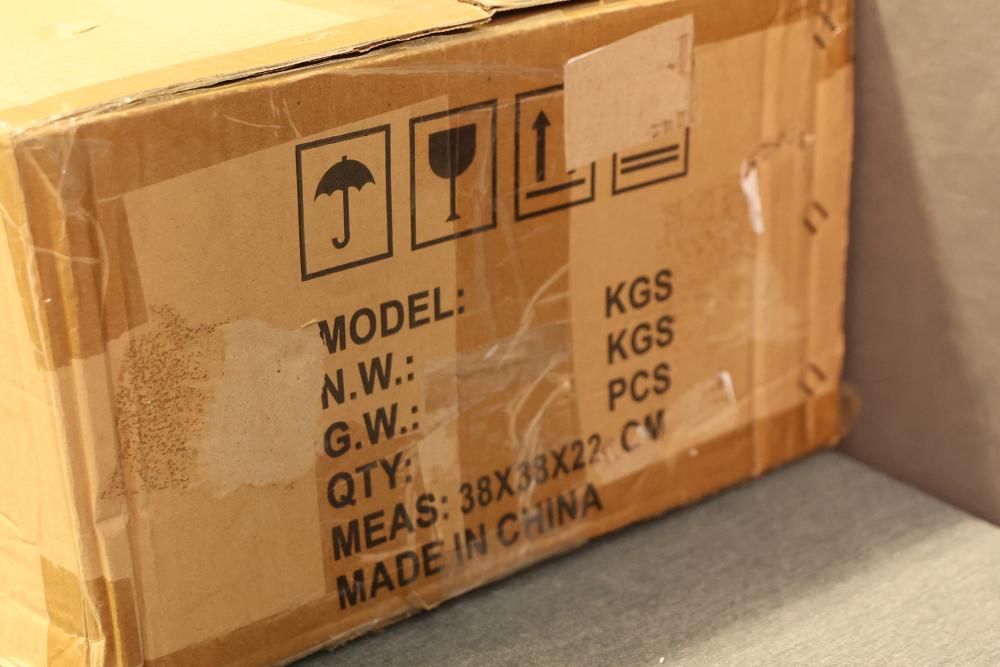 MODEL:
N.W.: KGS
G.W.: KGS
QTY: PCS
MEAS: 38X38X22 CM
MADE IN CHINA